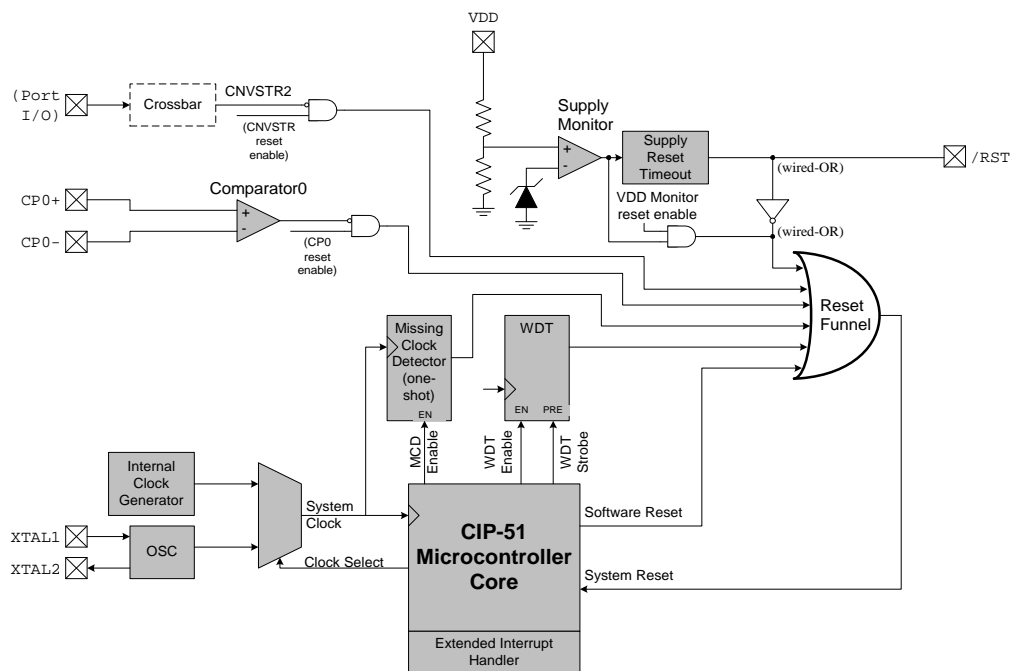 VDD
(Port
I/O)
Crossbar
CNVSTR2
(CNVSTR
reset
enable)
Supply
Monitor
+
-
Supply
Reset
Timeout
(wired-OR)
/RST
VDD Monitor
reset enable
(wired-OR)
CP0+
CP0-
Comparator0
+
-
(CP0
reset
enable)
Reset
Funnel
Missing
Clock
Detector
(one-
shot)
EN
WDT
EN
PRE
MCD
Enable
WDT
Enable
WDT
Strobe
Internal
Clock
Generator
System
Clock
XTAL1
XTAL2
OSC
Clock Select
CIP-51
Microcontroller
Core
Software Reset
System Reset
Extended Interrupt
Handler